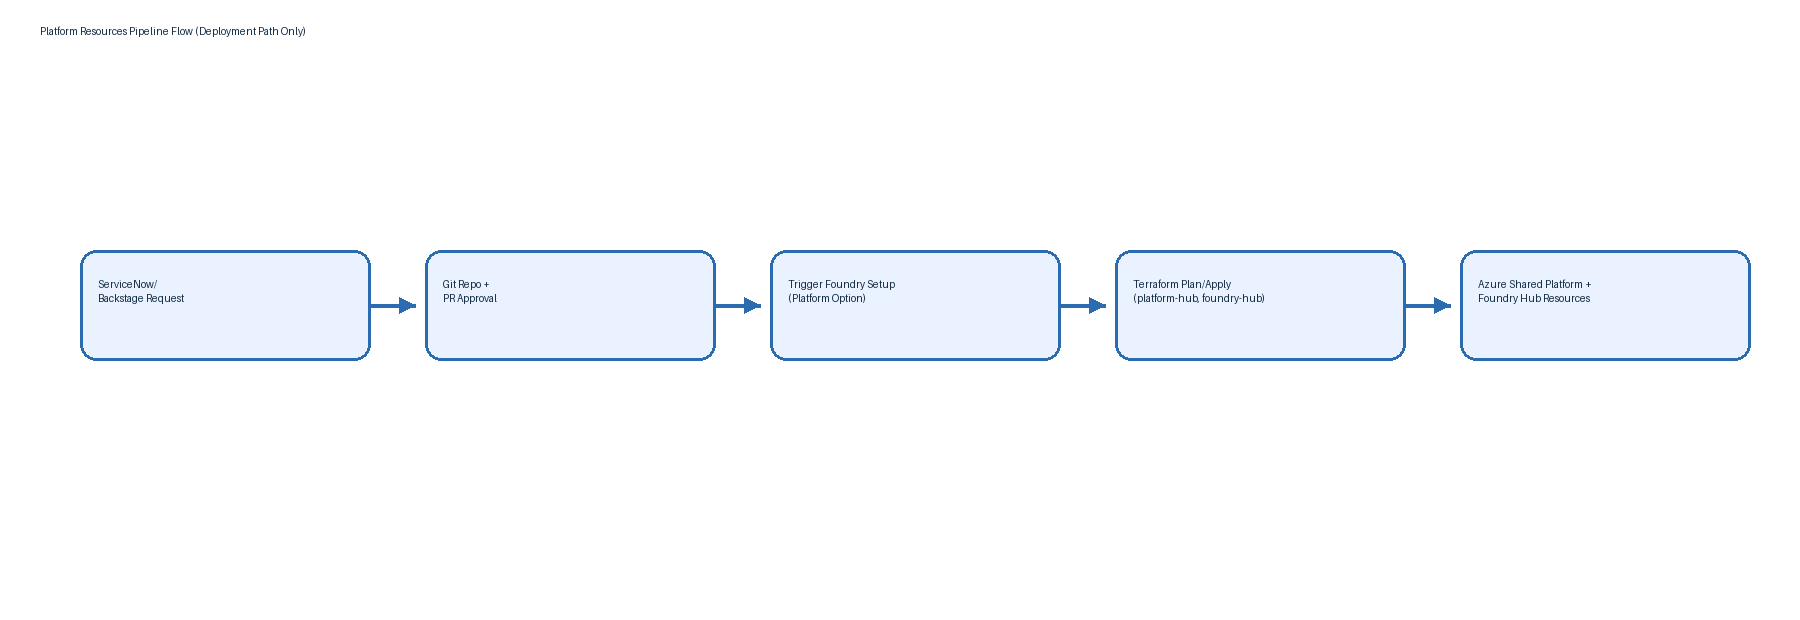 Platform Resources Pipeline Flow (Deployment Path Only)
ServiceNow/
Backstage Request
Git Repo +
PR Approval
Trigger Foundry Setup
(Platform Option)
Terraform Plan/Apply
(platform-hub, foundry-hub)
Azure Shared Platform +
Foundry Hub Resources